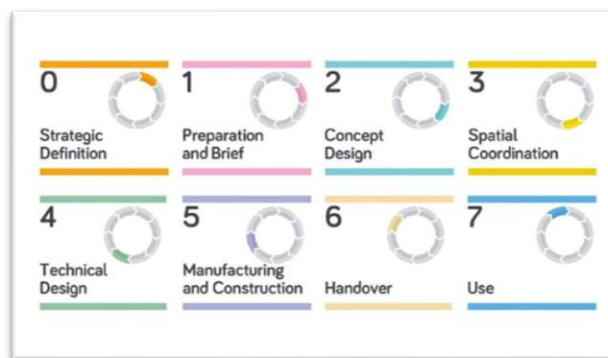 0
Strategic
Definition
1
Preparation
and Brief
2
Concept
Design
3
Spatial
Coordination
4
Technical
Design
5
Manufacturing
and Construction
6
Handover
7
Use